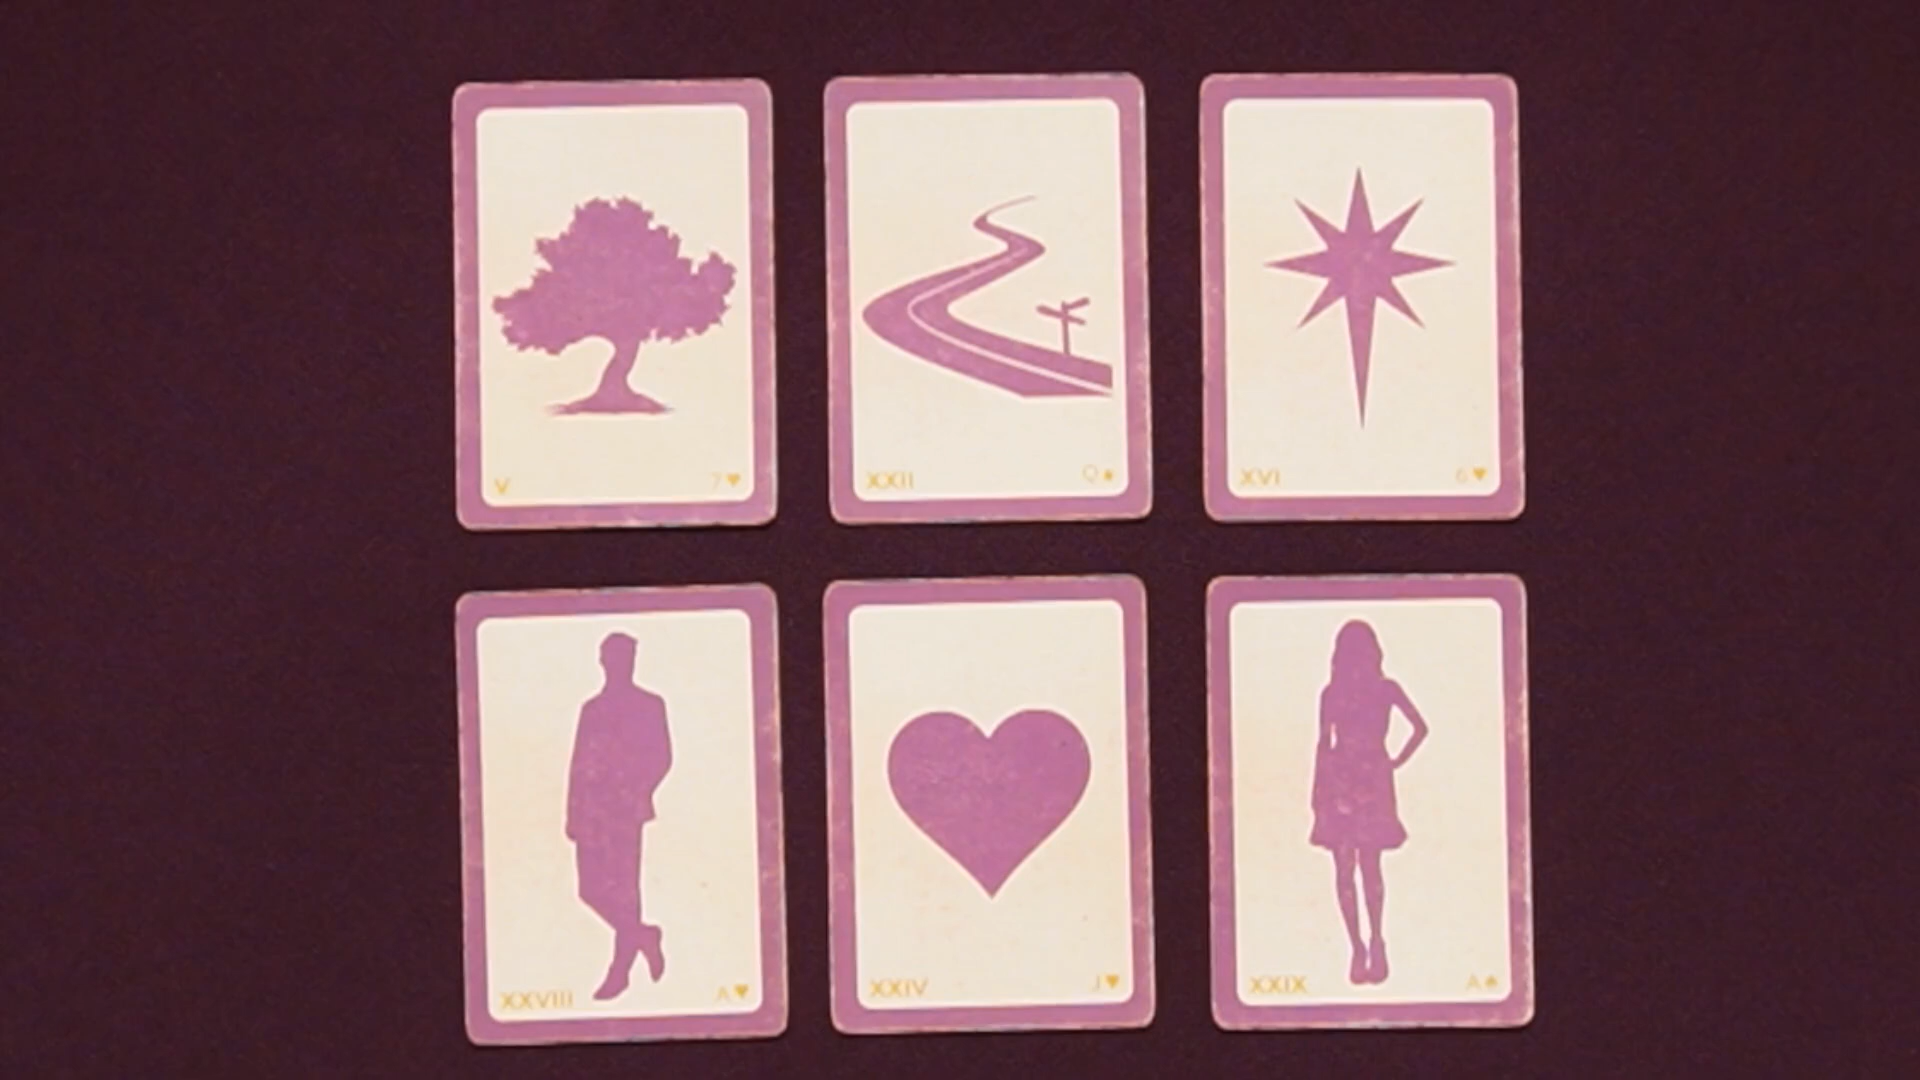 V 7♥
XXII Q♦
XVI 6♥
XXVIII A♥
XXIV J♥
XXIX A♠